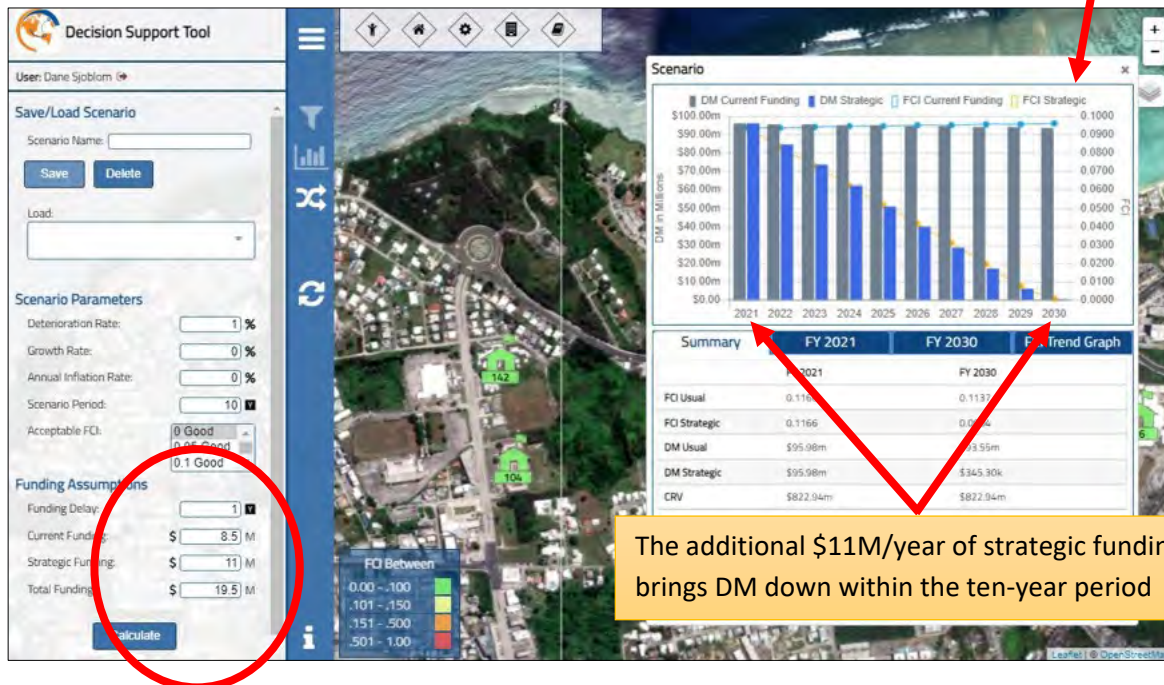 Decision Support Tool
User: Dane Sjoblom
Save/Load Scenario
Scenario Name:
Save Delete
Load:
Scenario Parameters
Deterioration Rate: 1 %
Growth Rate: 0 %
Annual Inflation Rate: 0 %
Scenario Period: 10 Y
Acceptable FCI: 0 Good
0.05 Good
0.1 Good
Funding Assumptions
Funding Delay: 1 Y
Current Funding: $ 8.5 M
Strategic Funding: $ 11 M
Total Funding: $ 19.5 M
Calculate
i
142
104
FCI Between
0.00 - .100
.101 - .150
.151 - .500
.501 - 1.00
+
−
Scenario ×
DM Current Funding DM Strategic FCI Current Funding FCI Strategic
DM in Millions
$100.00m
$90.00m
$80.00m
$70.00m
$60.00m
$50.00m
$40.00m
$30.00m
$20.00m
$10.00m
$0.00
0.1000
0.0900
0.0800
0.0700
0.0600
0.0500
0.0400
0.0300
0.0200
0.0100
0.0000
FCI
2021 2022 2023 2024 2025 2026 2027 2028 2029 2030
Summary FY 2021 FY 2030 Trend Graph
2021 FY 2030
FCI Usual 0.116 0.1137
FCI Strategic 0.1166
DM Usual $95.98m 3.55m
DM Strategic $95.98m $345.30k
CRV $822.94m $822.94m
The additional $11M/year of strategic fundin
brings DM down within the ten-year period
Leaflet | © OpenStreetMa